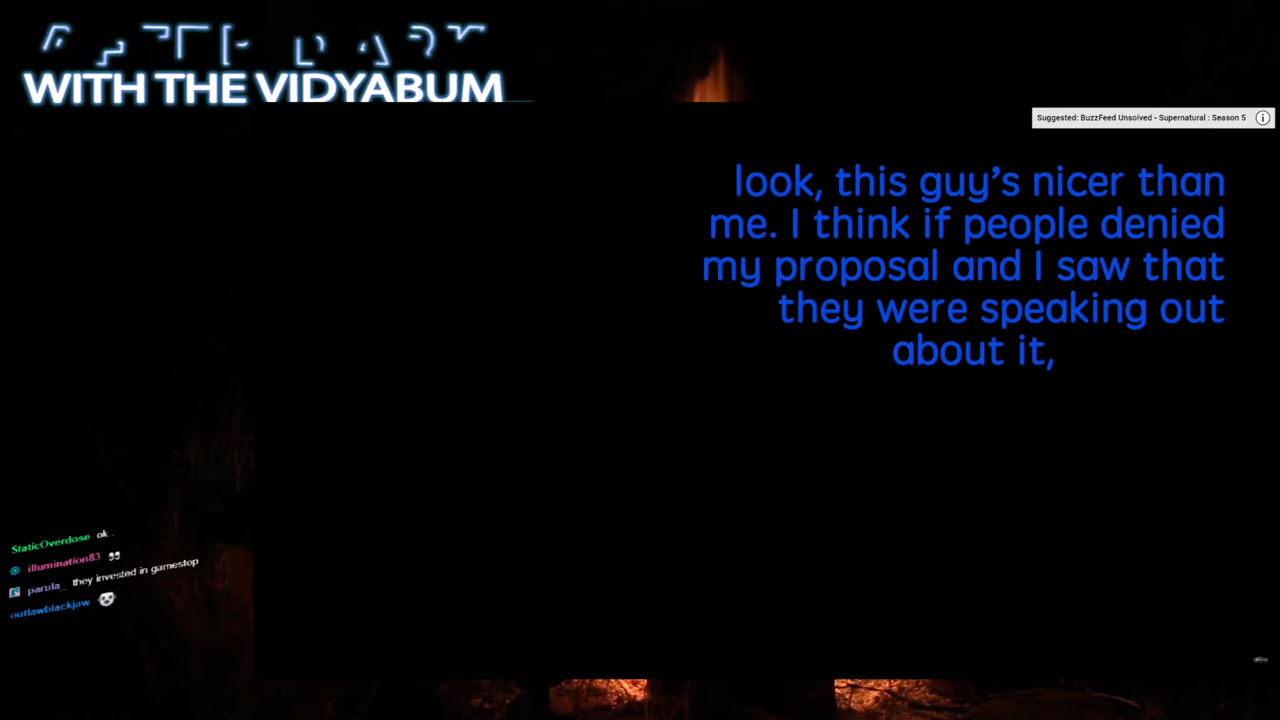 AFTER DARK
WITH THE VIDYABUM
Suggested: BuzzFeed Unsolved - Supernatural : Season 5
look, this guy’s nicer than
me. I think if people denied
my proposal and I saw that
they were speaking out
about it,
StaticOverdose ok .
illumination83
parula_. they invested in gamestop
outlawblackjaw